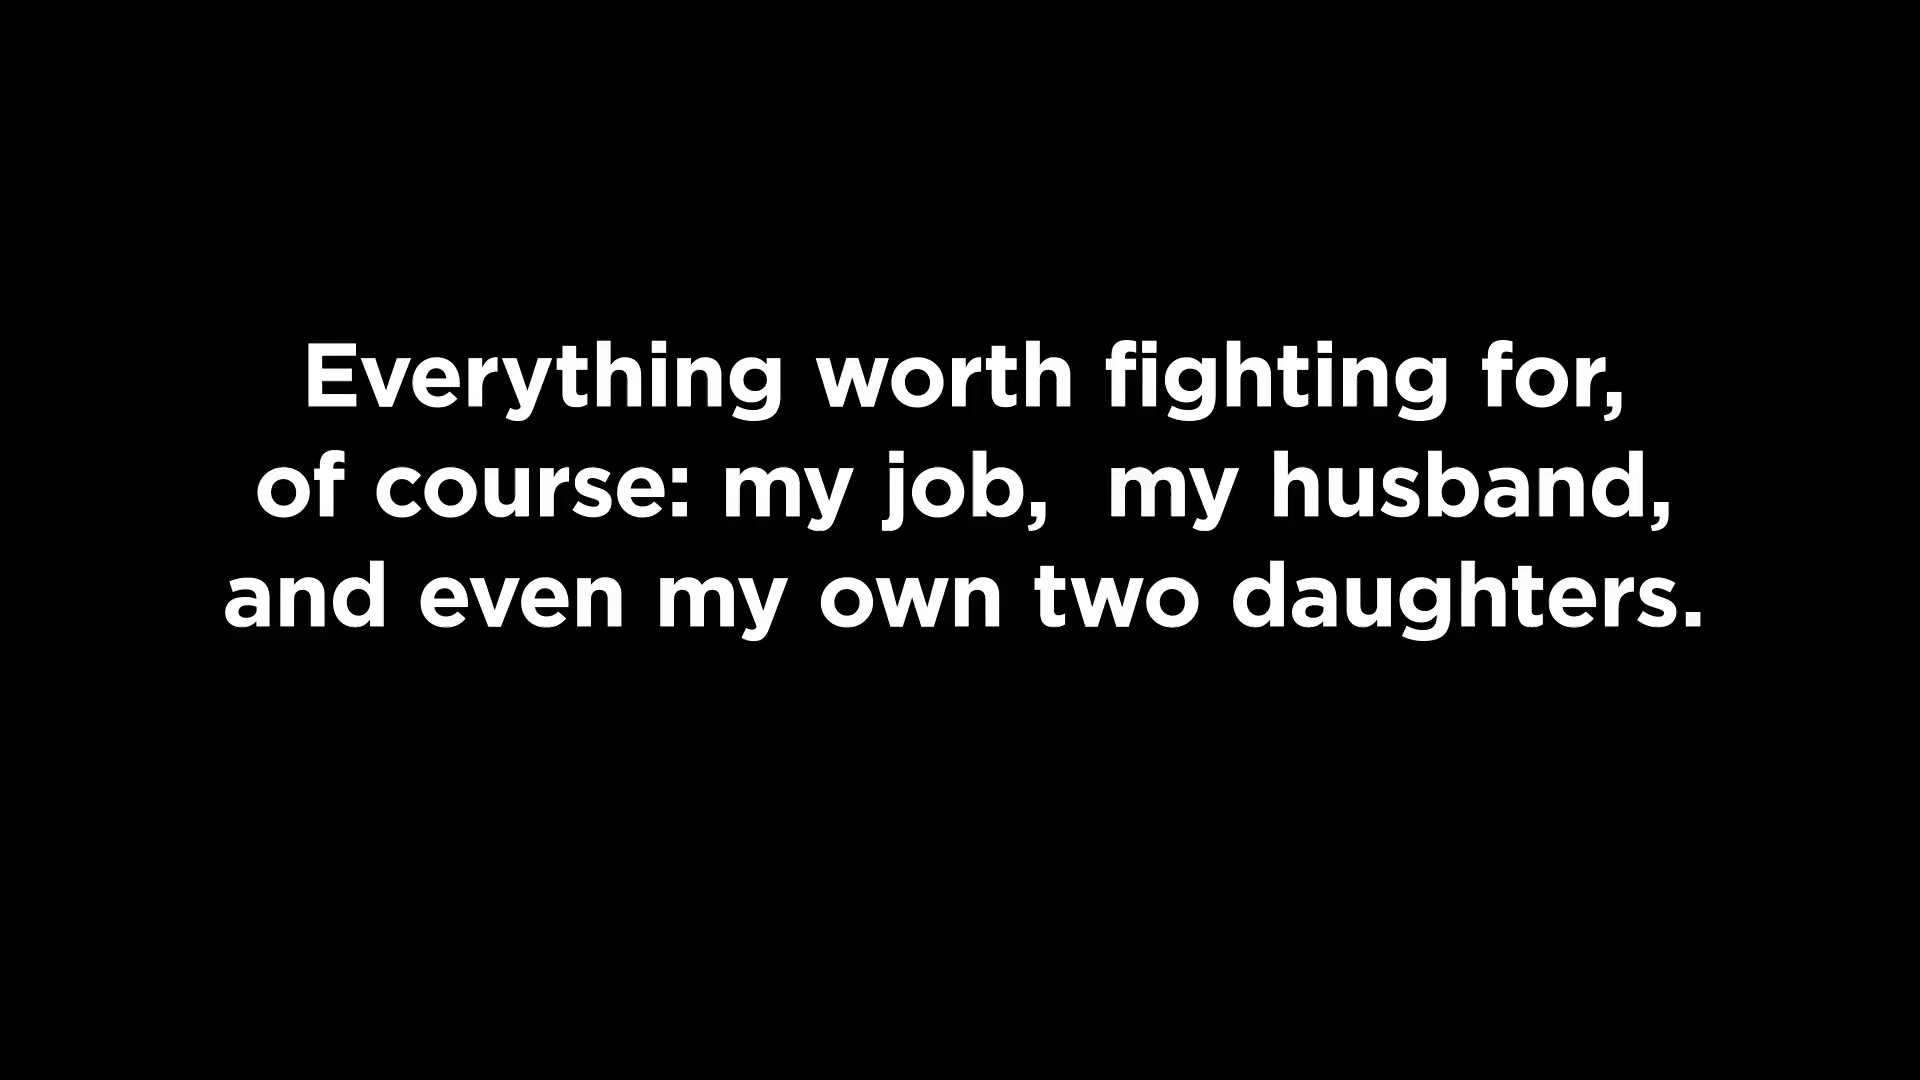 Everything worth fighting for,
of course: my job,  my husband,
and even my own two daughters.